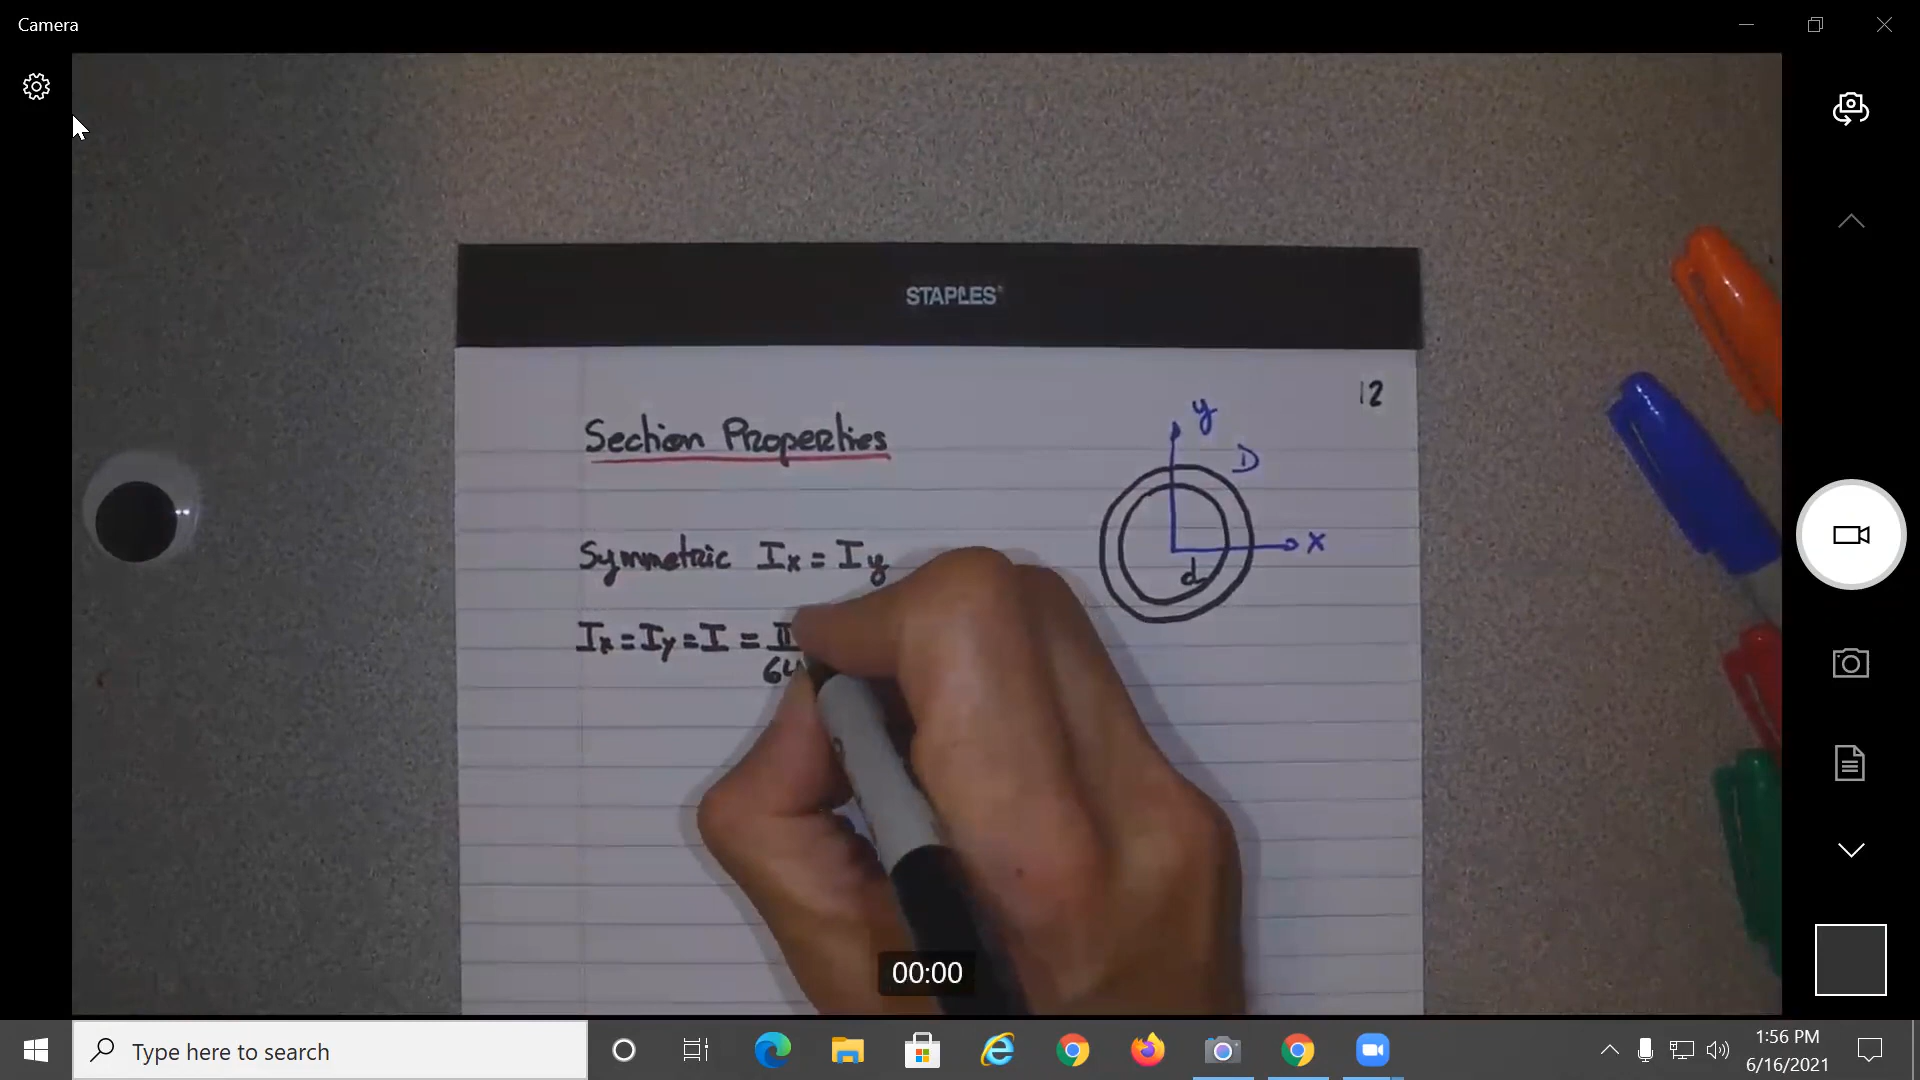 Camera
STAPLES
12
Section Properties
y
D
x
d
Symmetric Ix = Iy
Ix = Iy = I = π/64
00:00
Type here to search
1:56 PM
6/16/2021